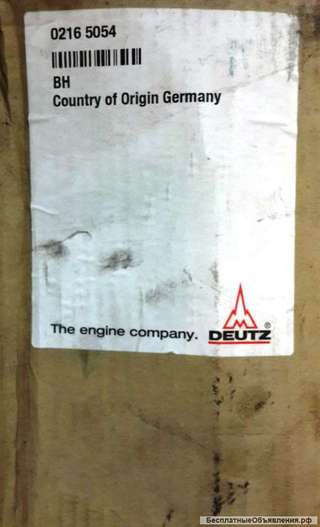 0216 5054
BH
Country of Origin Germany
The engine company.
DEUTZ ®
БесплатныеОбъявления.рф